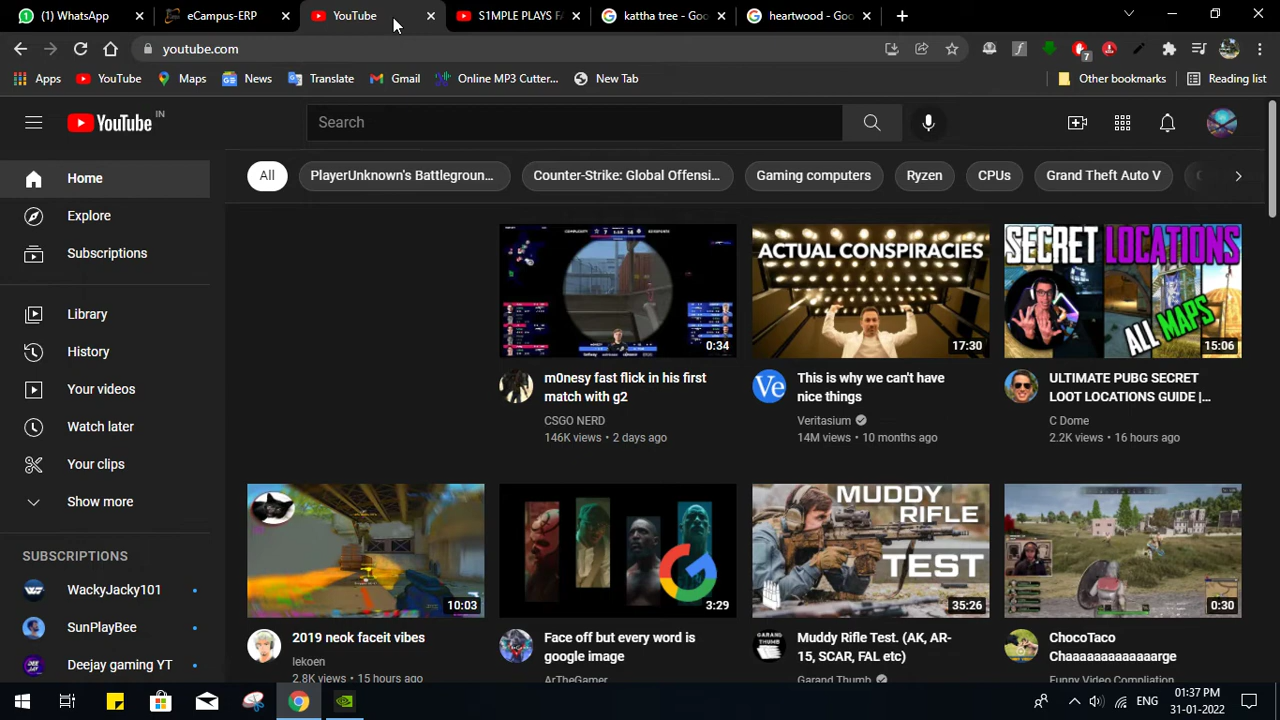 (1) WhatsApp
eCampus-ERP
YouTube
S1MPLE PLAYS FA
kattha tree - Goo
heartwood - Goo
youtube.com
7
Apps
YouTube
Maps
News
Translate
Gmail
Online MP3 Cutter...
New Tab
Other bookmarks
Reading list
YouTube IN
Search
Home
Explore
Subscriptions
Library
History
Your videos
Watch later
Your clips
Show more
SUBSCRIPTIONS
WackyJacky101
SunPlayBee
Deejay gaming YT
All
PlayerUnknown's Battlegroun...
Counter-Strike: Global Offensi...
Gaming computers
Ryzen
CPUs
Grand Theft Auto V
0:34
m0nesy fast flick in his first
match with g2
CSGO NERD
146K views • 2 days ago
ACTUAL CONSPIRACIES
17:30
Ve
This is why we can't have
nice things
Veritasium
14M views • 10 months ago
SECRET LOCATIONS
ALL MAPS
15:06
ULTIMATE PUBG SECRET
LOOT LOCATIONS GUIDE |...
C Dome
2.2K views • 16 hours ago
10:03
2019 neok faceit vibes
lekoen
2.8K views • 15 hours ago
3:29
Face off but every word is
google image
ArTheGamer
MUDDY
RIFLE
TEST
35:26
Muddy Rifle Test. (AK, AR-
15, SCAR, FAL etc)
Garand Thumb
0:30
ChocoTaco
Chaaaaaaaaaaaaarge
Funny Video Compliation
ENG
01:37 PM
31-01-2022